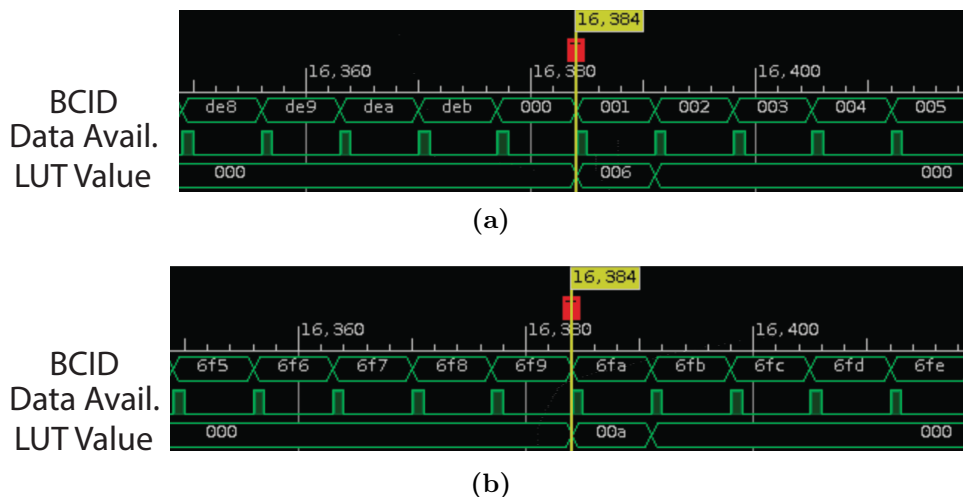 16,384
16,360 16,380 16,400
BCID de8 de9 dea deb 000 001 002 003 004 005
Data Avail.
LUT Value 000 006 000
(a)
16,384
16,360 16,380 16,400
BCID 6f5 6f6 6f7 6f8 6f9 6fa 6fb 6fc 6fd 6fe
Data Avail.
LUT Value 000 00a 000
(b)